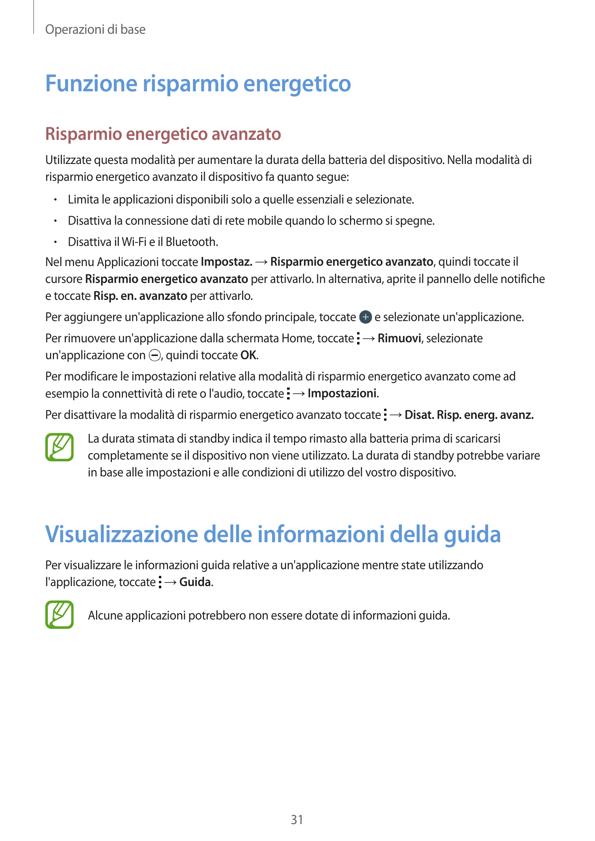 Operazioni di base
Funzione risparmio energetico
Risparmio energetico avanzato
Utilizzate questa modalità per aumentare la durata della batteria del dispositivo. Nella modalità di
risparmio energetico avanzato il dispositivo fa quanto segue:
• Limita le applicazioni disponibili solo a quelle essenziali e selezionate.
• Disattiva la connessione dati di rete mobile quando lo schermo si spegne.
• Disattiva il Wi-Fi e il Bluetooth.
Nel menu Applicazioni toccate Impostaz. → Risparmio energetico avanzato, quindi toccate il
cursore Risparmio energetico avanzato per attivarlo. In alternativa, aprite il pannello delle notifiche
e toccate Risp. en. avanzato per attivarlo.
Per aggiungere un'applicazione allo sfondo principale, toccate + e selezionate un'applicazione.
Per rimuovere un'applicazione dalla schermata Home, toccate ⋮ → Rimuovi, selezionate
un'applicazione con −, quindi toccate OK.
Per modificare le impostazioni relative alla modalità di risparmio energetico avanzato come ad
esempio la connettività di rete o l'audio, toccate ⋮ → Impostazioni.
Per disattivare la modalità di risparmio energetico avanzato toccate ⋮ → Disat. Risp. energ. avanz.
La durata stimata di standby indica il tempo rimasto alla batteria prima di scaricarsi
completamente se il dispositivo non viene utilizzato. La durata di standby potrebbe variare
in base alle impostazioni e alle condizioni di utilizzo del vostro dispositivo.
Visualizzazione delle informazioni della guida
Per visualizzare le informazioni guida relative a un'applicazione mentre state utilizzando
l'applicazione, toccate ⋮ → Guida.
Alcune applicazioni potrebbero non essere dotate di informazioni guida.
31